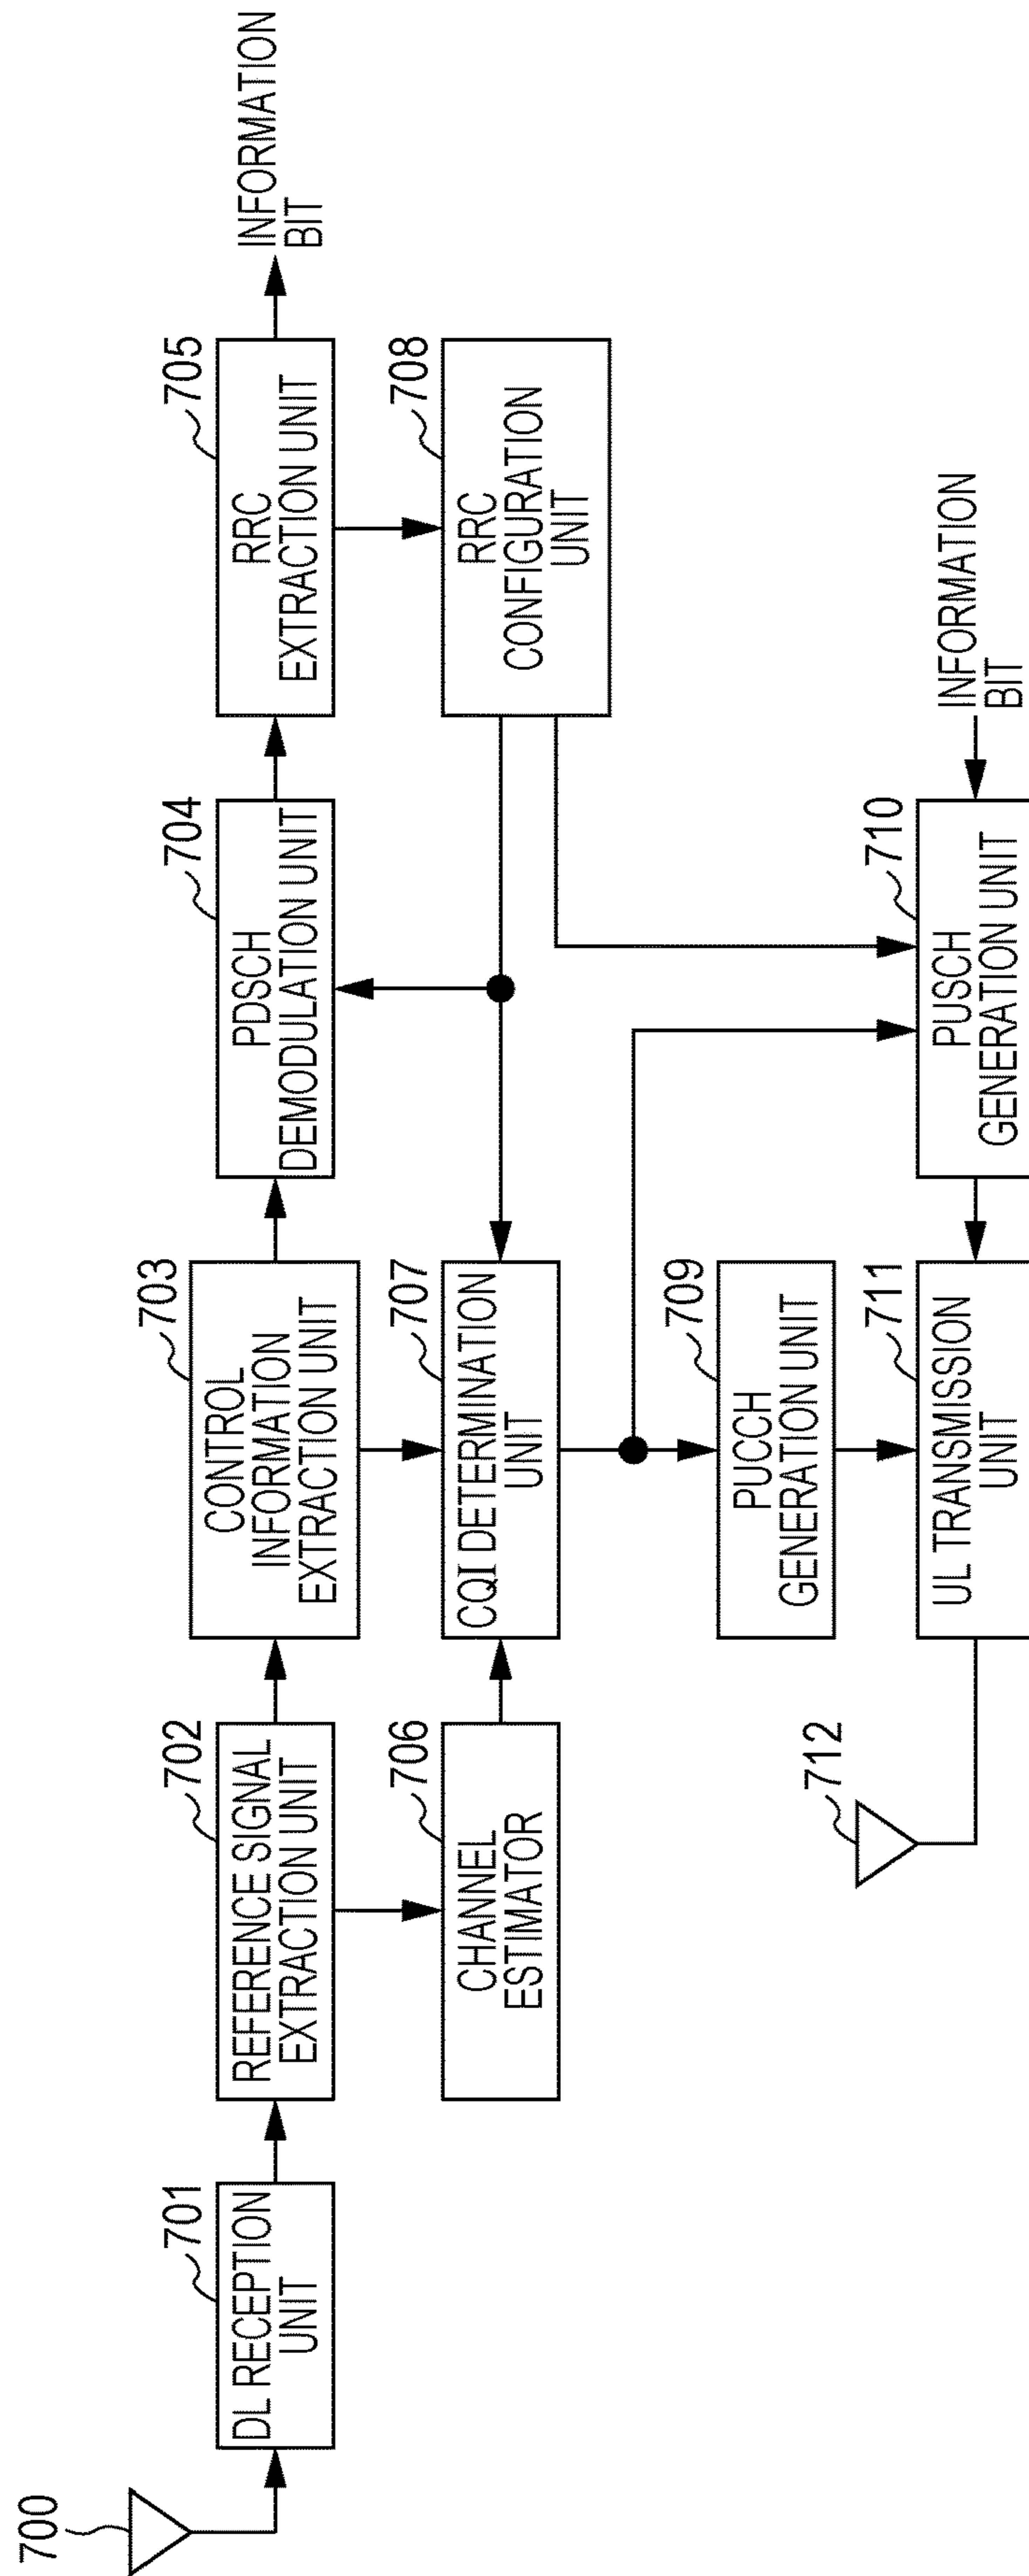 700
701
DL RECEPTION
UNIT
702
REFERENCE SIGNAL
EXTRACTION UNIT
703
CONTROL
INFORMATION
EXTRACTION UNIT
704
PDSCH
DEMODULATION UNIT
705
RRC
EXTRACTION UNIT
INFORMATION
BIT
706
CHANNEL
ESTIMATOR
707
CQI DETERMINATION
UNIT
708
RRC
CONFIGURATION
UNIT
709
PUCCH
GENERATION UNIT
712
711
UL TRANSMISSION
UNIT
710
PUSCH
GENERATION UNIT
INFORMATION
BIT